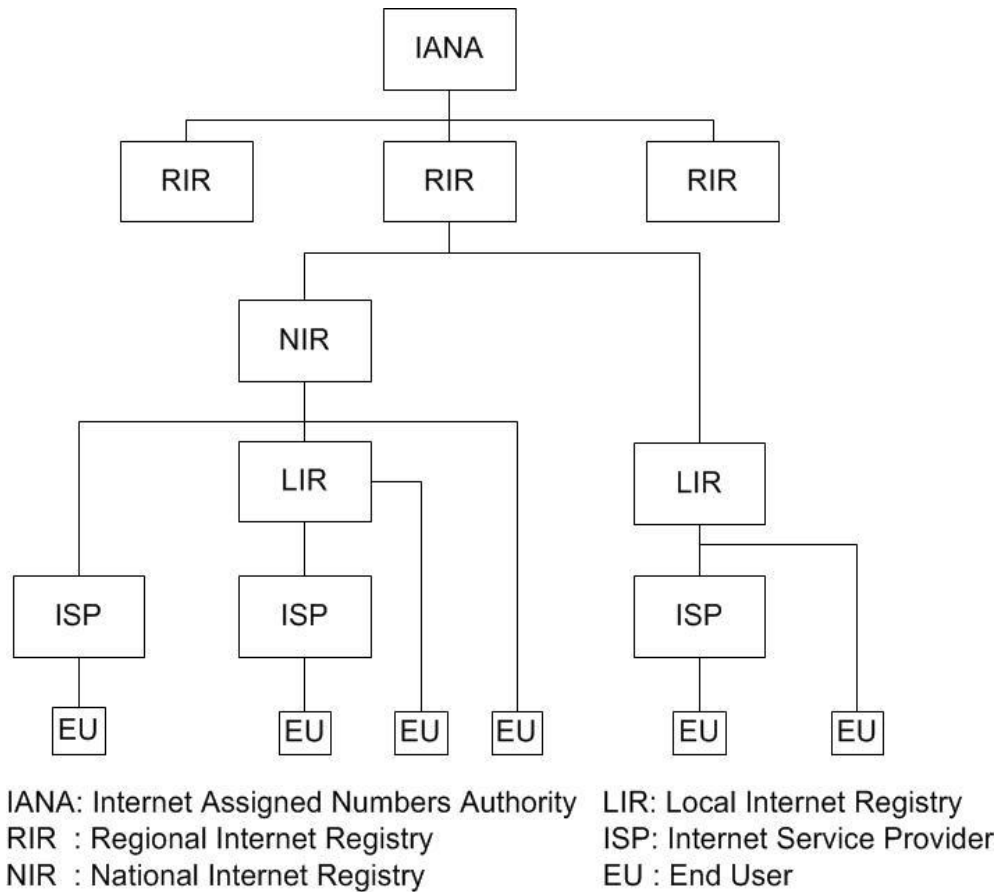 IANA
RIR RIR RIR
NIR
LIR LIR
ISP ISP ISP
EU EU EU EU EU EU
IANA: Internet Assigned Numbers Authority LIR: Local Internet Registry
RIR : Regional Internet Registry ISP: Internet Service Provider
NIR : National Internet Registry EU : End User